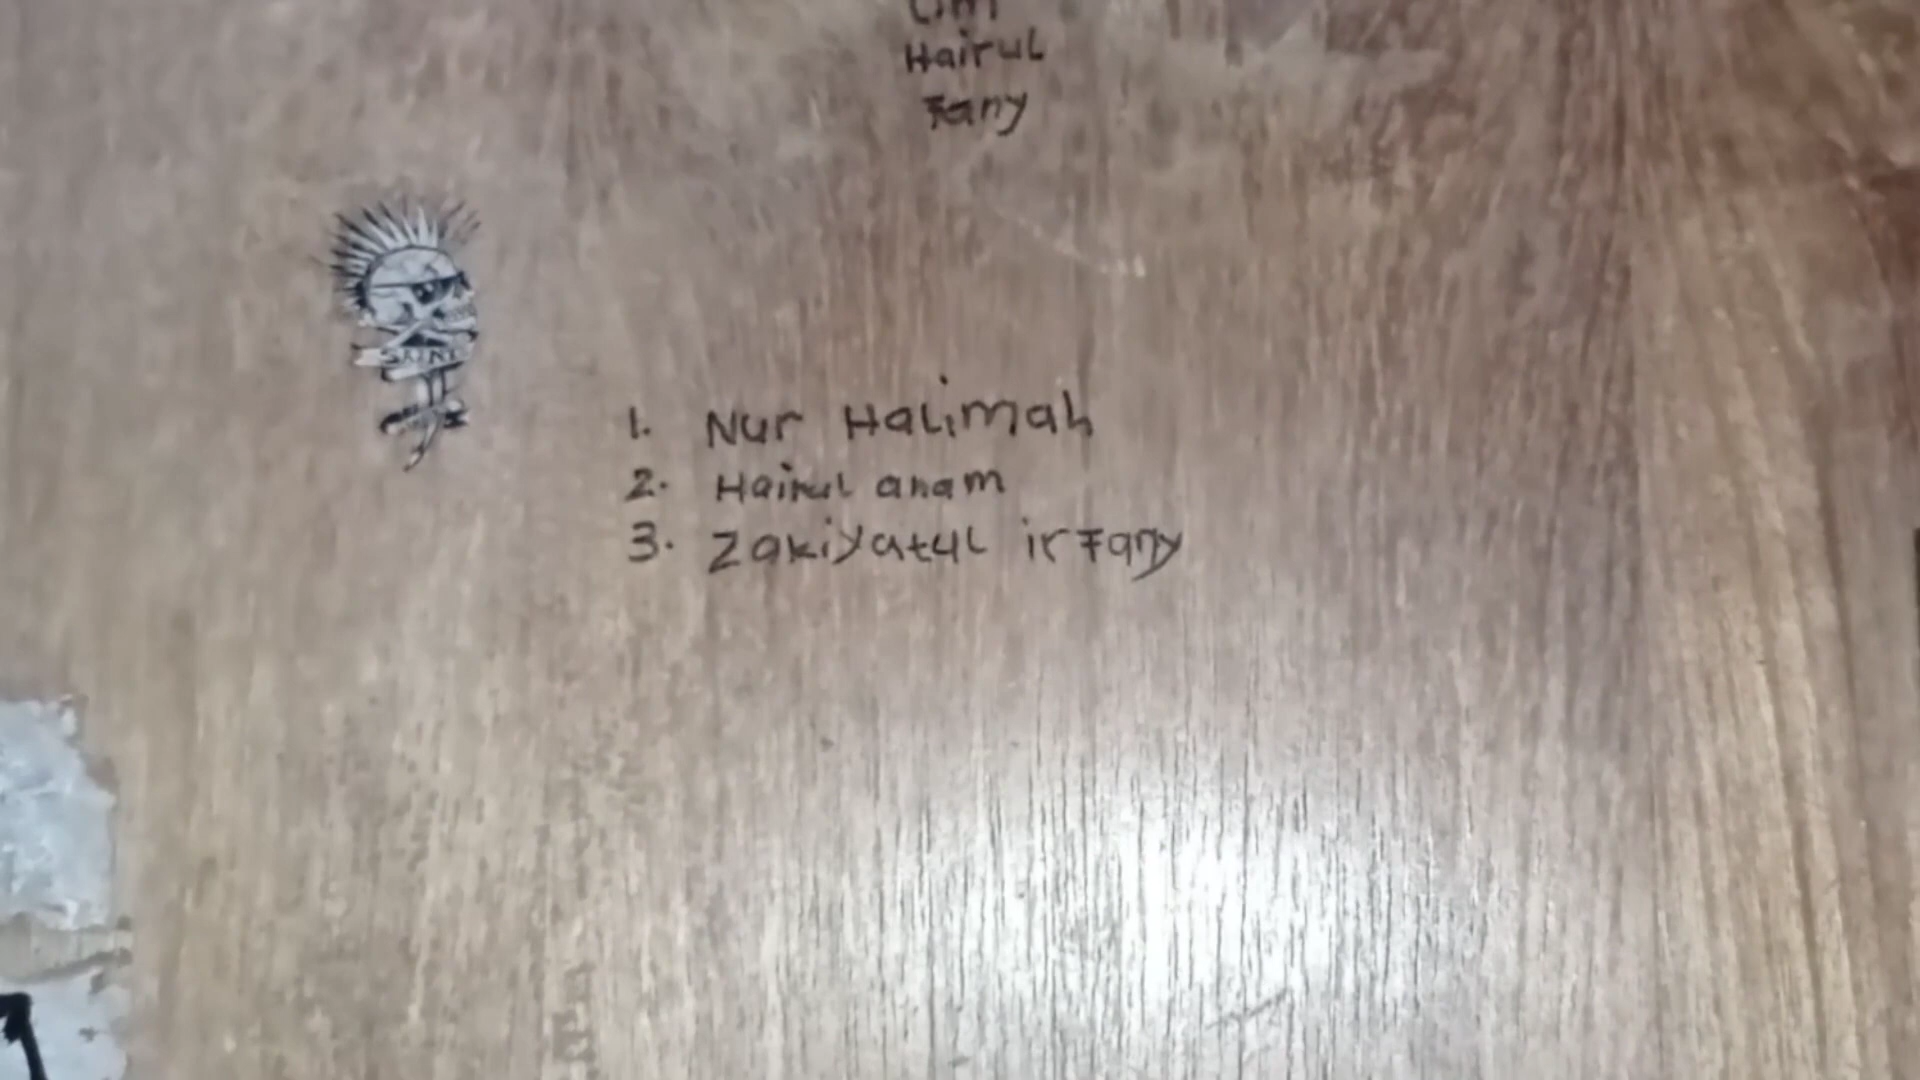 Hairul
Fany
1. Nur Halimah
2. Hairul anam
3. Zakiyatul irFany